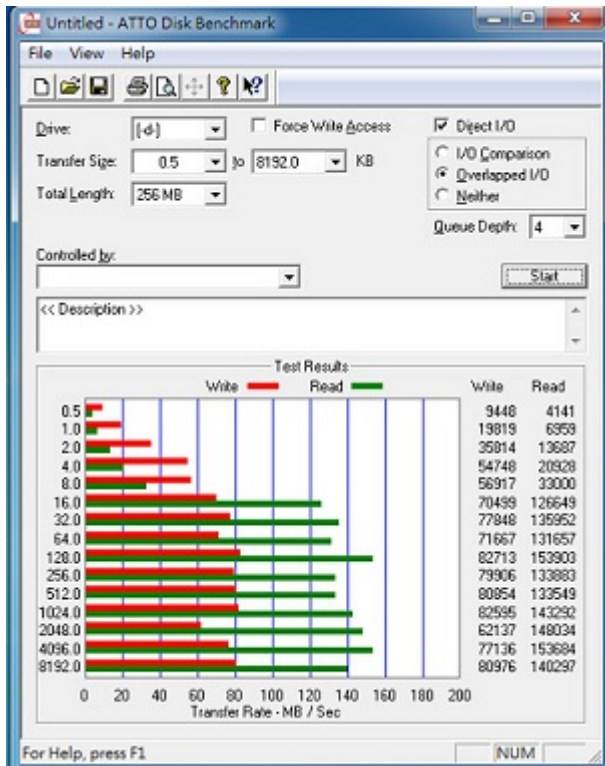 Untitled - ATTO Disk Benchmark
File View Help
Drive: [-d-] Force Write Access Direct I/O
Transfer Size: 0.5 to 8192.0 KB I/O Comparison
Overlapped I/O
Total Length: 256 MB Neither
Queue Depth: 4
Controlled by:
Start
<< Description >>
Test Results
Write Read Write Read
0.5 9448 4141
1.0 19819 6959
2.0 35814 13687
4.0 54748 20928
8.0 56917 33000
16.0 70499 126649
32.0 77848 135952
64.0 71667 131657
128.0 82713 153903
256.0 79906 133883
512.0 80854 133549
1024.0 82595 143292
2048.0 62137 148034
4096.0 77136 153684
8192.0 80976 140297
0 20 40 60 80 100 120 140 160 180 200
Transfer Rate - MB / Sec
For Help, press F1 NUM